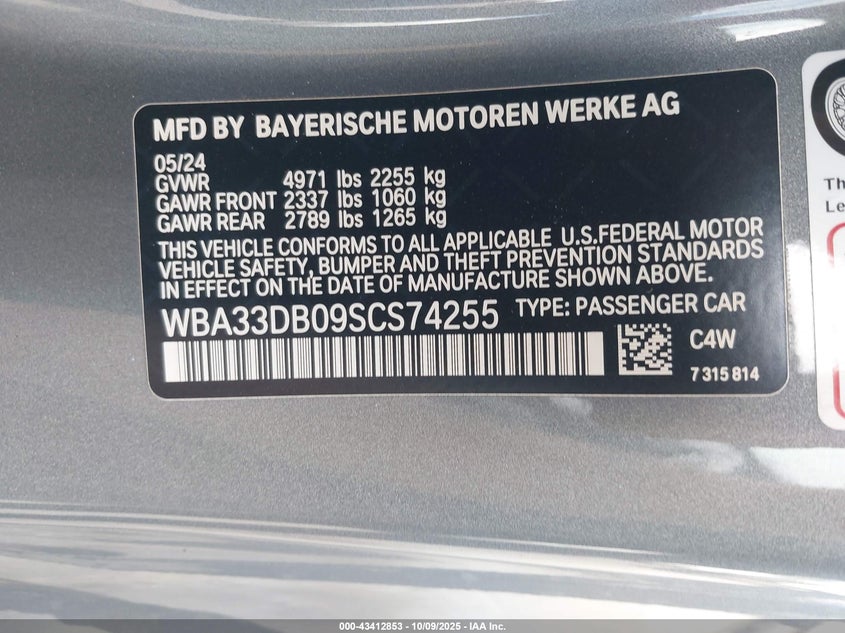 MFD BY BAYERISCHE MOTOREN WERKE AG
05/24
GVWR 4971 lbs 2255 kg
GAWR FRONT 2337 lbs 1060 kg
GAWR REAR 2789 lbs 1265 kg
THIS VEHICLE CONFORMS TO ALL APPLICABLE U.S.FEDERAL MOTOR
VEHICLE SAFETY, BUMPER AND THEFT PREVENTION STANDARDS
IN EFFECT ON THE DATE OF MANUFACTURE SHOWN ABOVE.
WBA33DB09SCS74255 TYPE: PASSENGER CAR
C4W
7315814
Th
Le
000-43412853 | 10/09/2025 - IAA Inc.